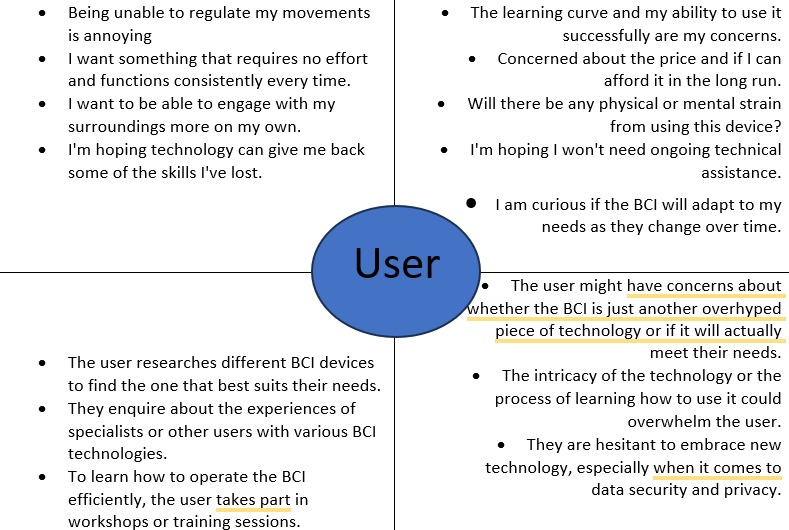 • Being unable to regulate my movements
is annoying
• I want something that requires no effort
and functions consistently every time.
• I want to be able to engage with my
surroundings more on my own.
• I'm hoping technology can give me back
some of the skills I've lost.
• The learning curve and my ability to use it
successfully are my concerns.
• Concerned about the price and if I can
afford it in the long run.
• Will there be any physical or mental strain
from using this device?
• I'm hoping I won't need ongoing technical
assistance.
• I am curious if the BCI will adapt to my
needs as they change over time.
User
• The user researches different BCI devices
to find the one that best suits their needs.
• They enquire about the experiences of
specialists or other users with various BCI
technologies.
• To learn how to operate the BCI
efficiently, the user takes part in
workshops or training sessions.
• The user might have concerns about
whether the BCI is just another overhyped
piece of technology or if it will actually
meet their needs.
• The intricacy of the technology or the
process of learning how to use it could
overwhelm the user.
• They are hesitant to embrace new
technology, especially when it comes to
data security and privacy.